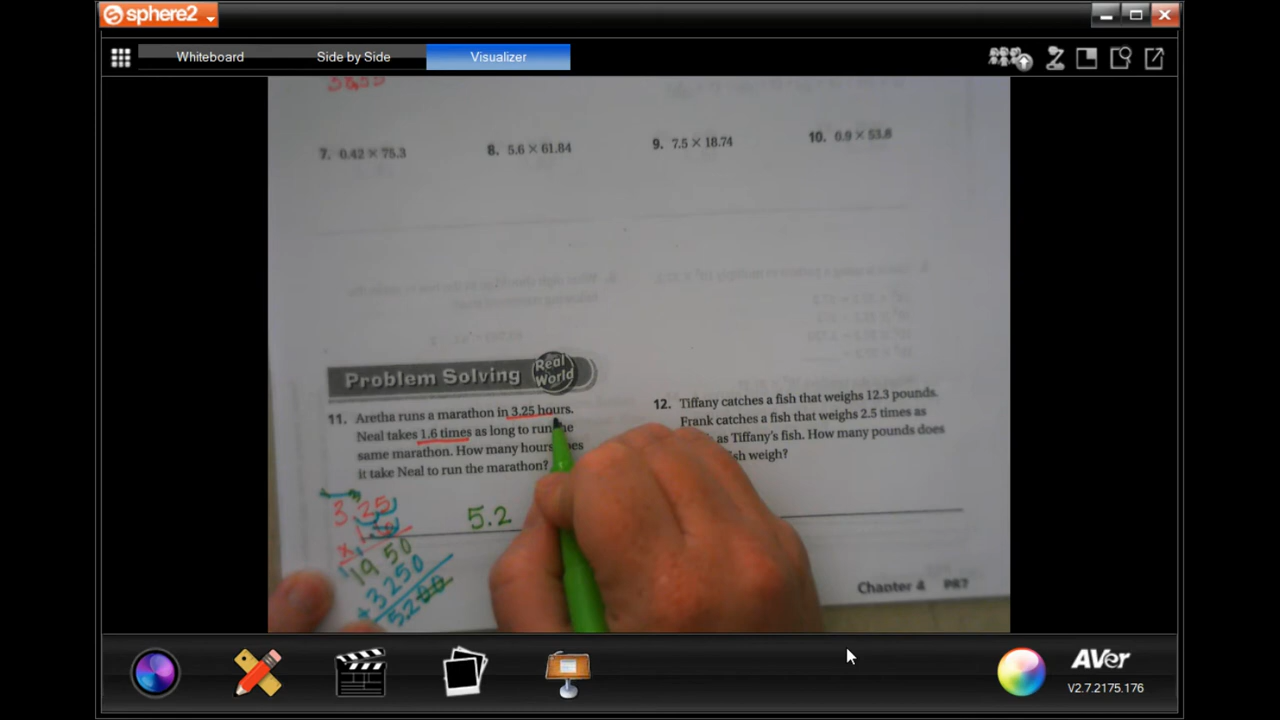 sphere2
Whiteboard Side by Side Visualizer
7. 0.42 × 75.3 8. 5.6 × 61.84 9. 7.5 × 18.74 10. 0.9 × 53.8
Problem Solving Real World
11. Aretha runs a marathon in 3.25 hours.
Neal takes 1.6 times as long to run the
same marathon. How many hours
it take Neal to run the marathon?
3.25
×
1950
+3250
5.200
5.2
12. Tiffany catches a fish that weighs 12.3 pounds.
Frank catches a fish that weighs 2.5 times as
as Tiffany's fish. How many pounds does
weigh?
Chapter 4 PR7
AVer
V2.7.2175.176